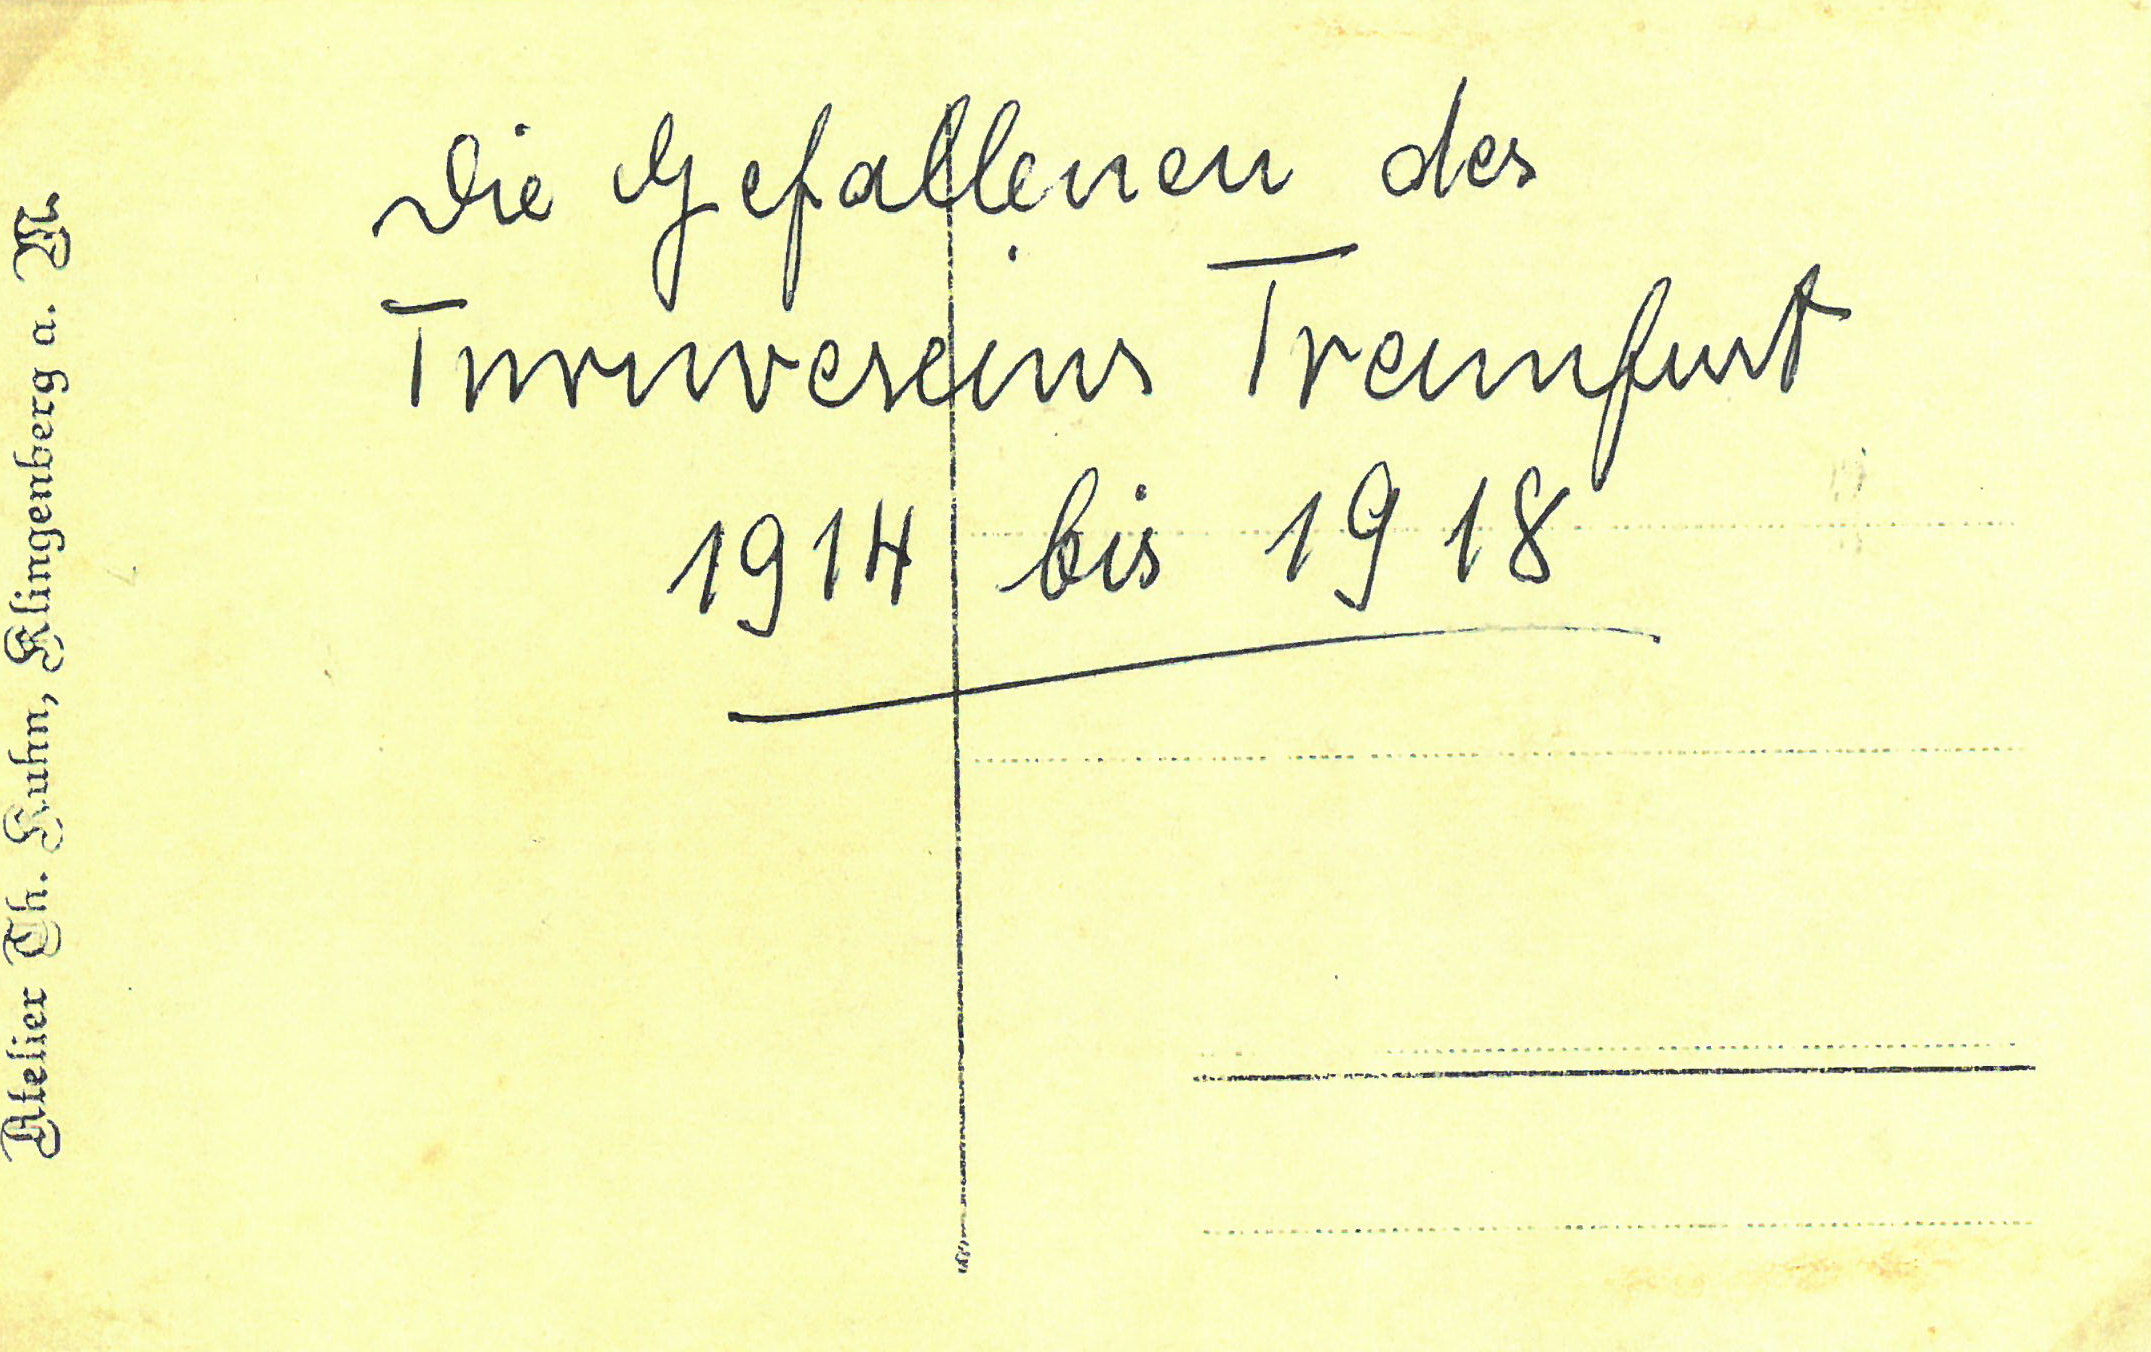 Die Gefallenen des
Turnvereins Trennfurt
1914 bis 1918
Atelier Th. Kuhn, Klingenberg a. M.